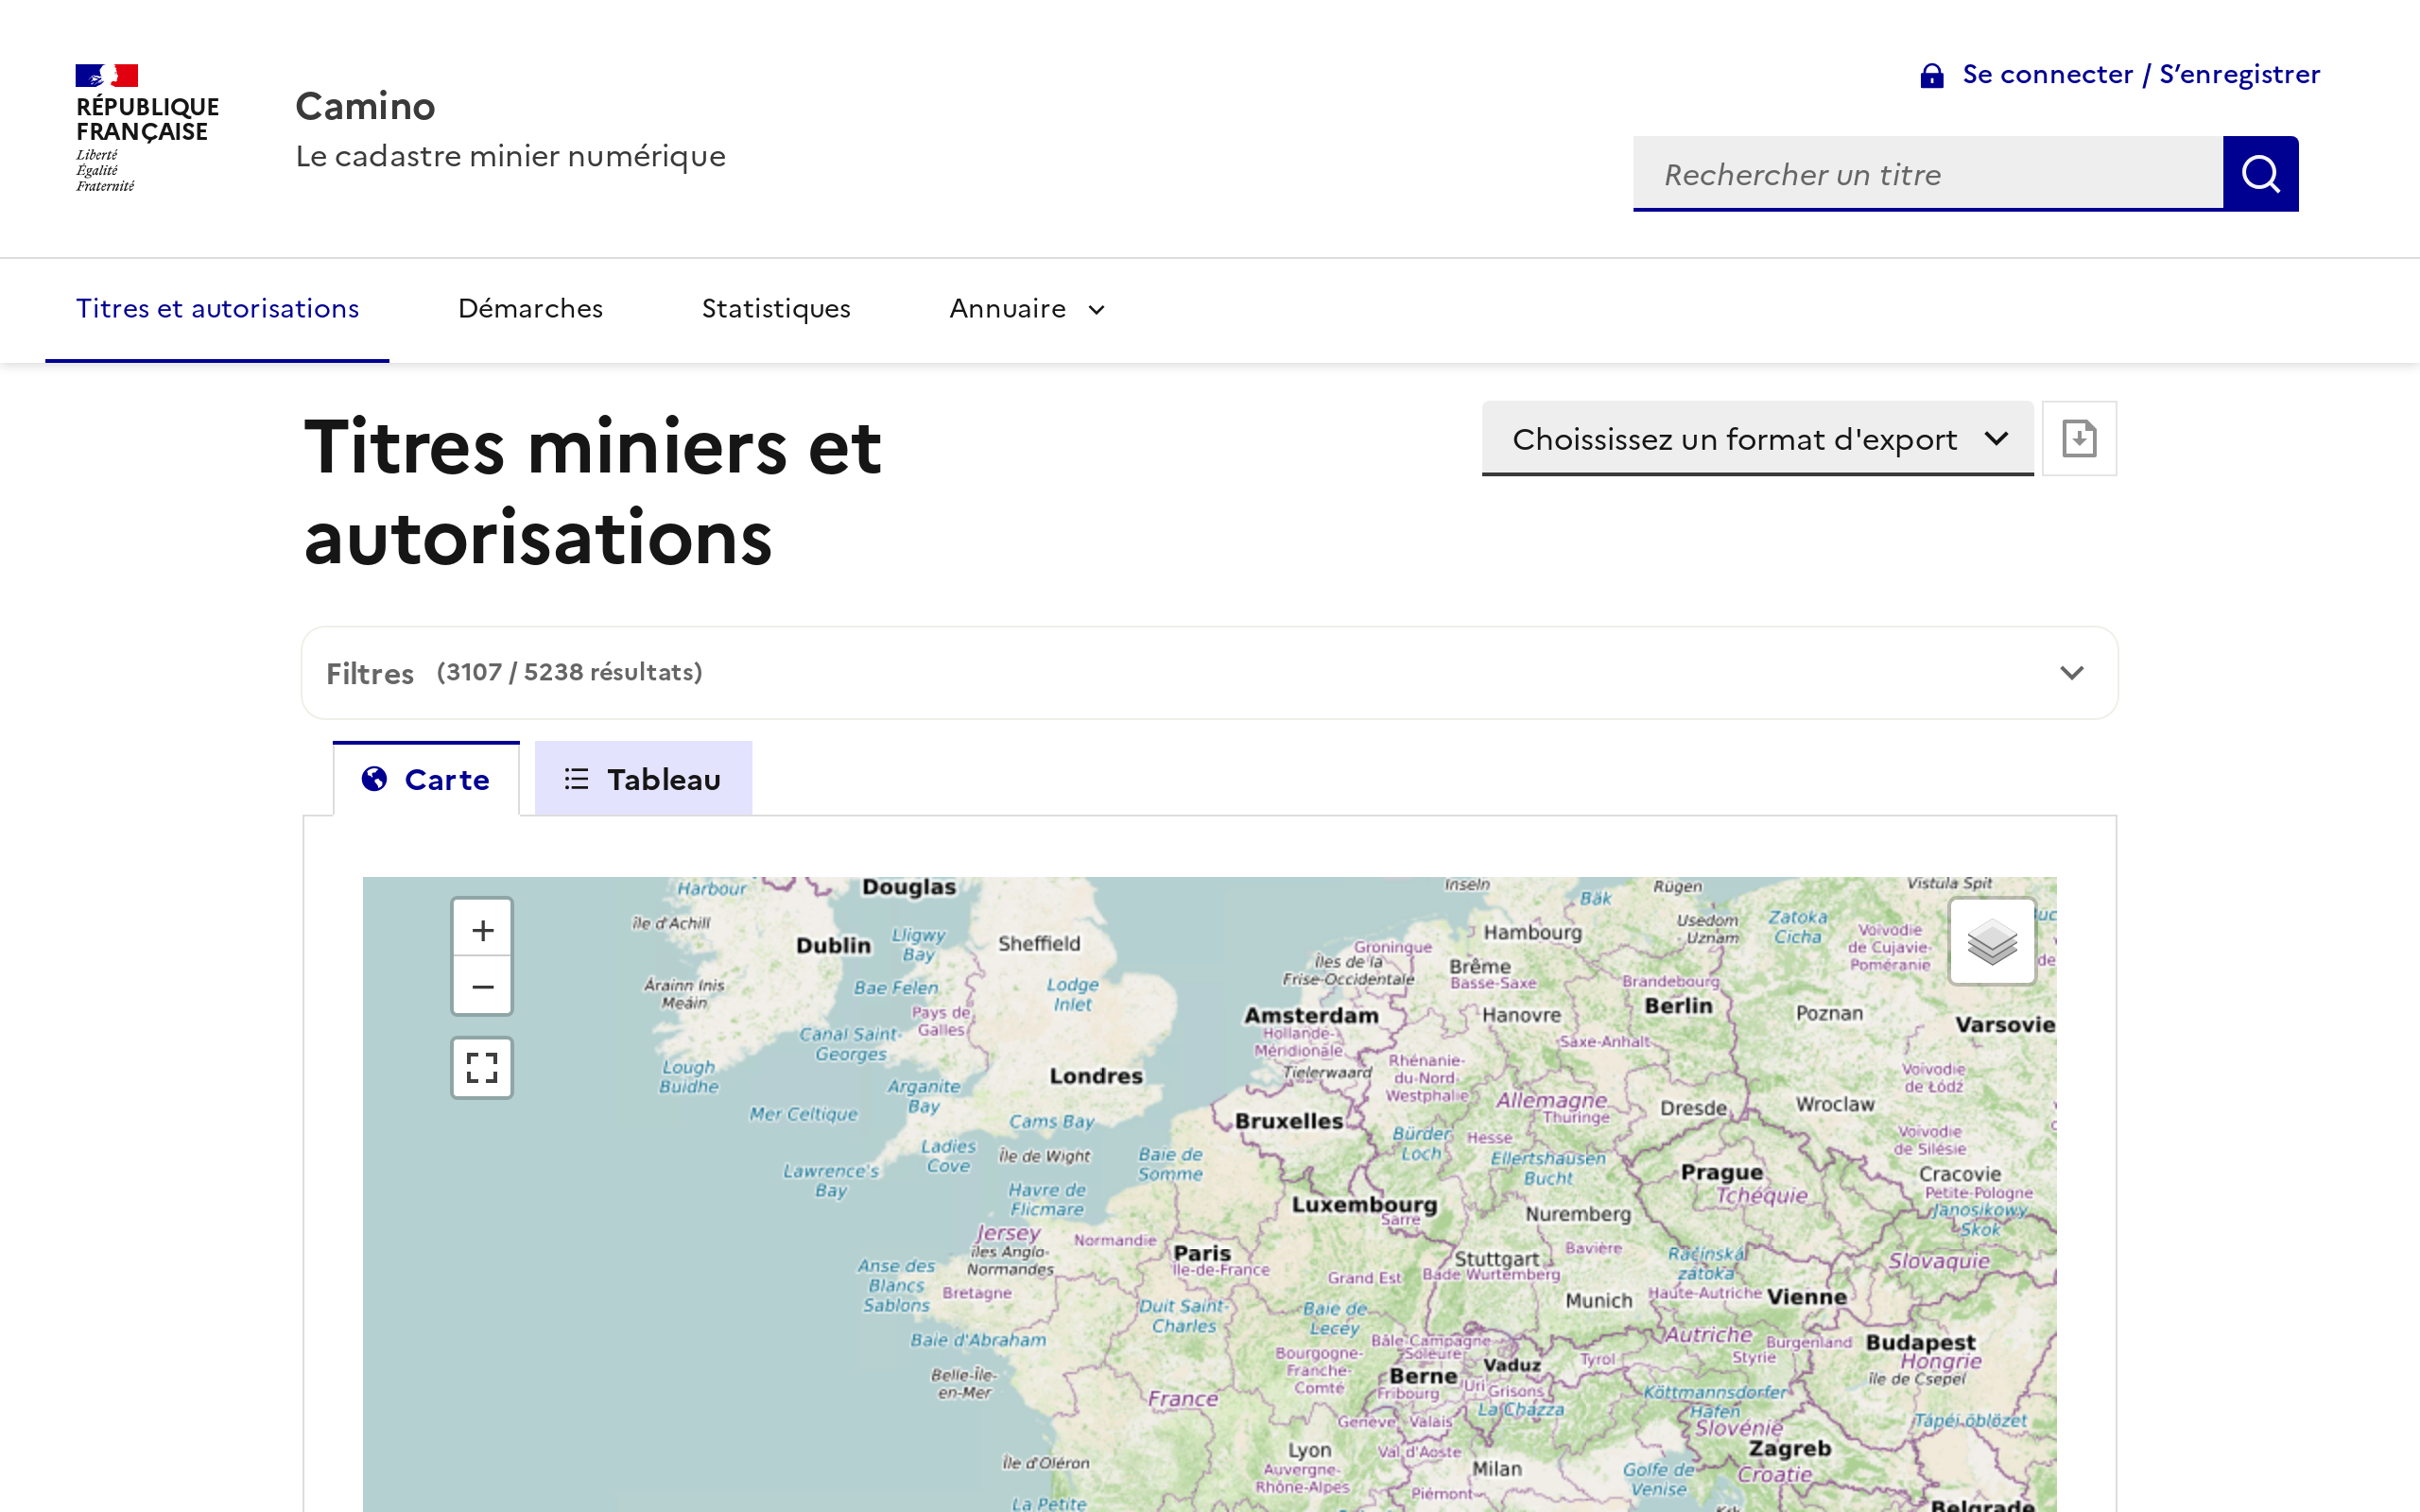 RÉPUBLIQUE
FRANÇAISE
Liberté
Égalité
Fraternité
Camino
Le cadastre minier numérique
Se connecter / S’enregistrer
Rechercher un titre
Titres et autorisations
Démarches
Statistiques
Annuaire
Titres miniers et
autorisations
Choississez un format d'export
Filtres (3107 / 5238 résultats)
Carte
Tableau
Harbour
Douglas
Inseln
Bäk
Rügen
Vistula Spit
île d'Achill
Dublin
Lligwy
Bay
Sheffield
Groningue
Hambourg
Usedom
- Uznam
Zatoka
Cicha
Voïvodie
de Cujavie-
Poméranie
Îles de la
Frise-Occidentale
Brême
Basse-Saxe
Brandebourg
Berlin
Árainn Inis
Meáin
Bae Felen
Lodge
Inlet
Pays de
Galles
Amsterdam
Hollande-
Méridionale
Hanovre
Poznan
Varsovie
Canal Saint-
Georges
Saxe-Anhalt
Lough
Buidhe
Arganite
Bay
Londres
Tielerwaard
Rhénanie-
du-Nord-
Westphalie
Allemagne
Thuringe
Dresde
Wroclaw
Voïvodie
de Łódź
Mer Celtique
Cams Bay
Bruxelles
Bürder
Loch
Hesse
Voïvodie
de Silésie
Ladies
Cove
Île de Wight
Baie de
Somme
Ellertshausen
Bucht
Prague
Tchéquie
Cracovie
Petite-Pologne
Lawrence's
Bay
Havre de
Flicmare
Luxembourg
Sarre
Nuremberg
Janosikowy
Skok
Jersey
îles Anglo-
Normandes
Normandie
Paris
Île-de-France
Grand Est
Stuttgart
Bade Wurtemberg
Bavière
Račínská
zátoka
Slovaquie
Anse des
Blancs
Sablons
Bretagne
Duit Saint-
Charles
Baie de
Lecey
Munich
Haute-Autriche
Vienne
Baie d'Abraham
Bâle-Campagne
Soleure
Autriche
Burgenland
Styrie
Budapest
Hongrie
île de Csepel
Belle-Île-
en-Mer
Bourgogne-
Franche-
Comté
Berne
Fribourg
Vaduz
Tyrol
Uri
Grisons
France
Köttmannsdorfer
Hafen
Genève
Valais
La Chazza
Slovénie
Tápéi öblözet
Île d'Oléron
Lyon
Auvergne-
Rhône-Alpes
Val d'Aoste
Milan
Piémont
Golfe de
Venise
Zagreb
Croatie
La Petite
Belgrade